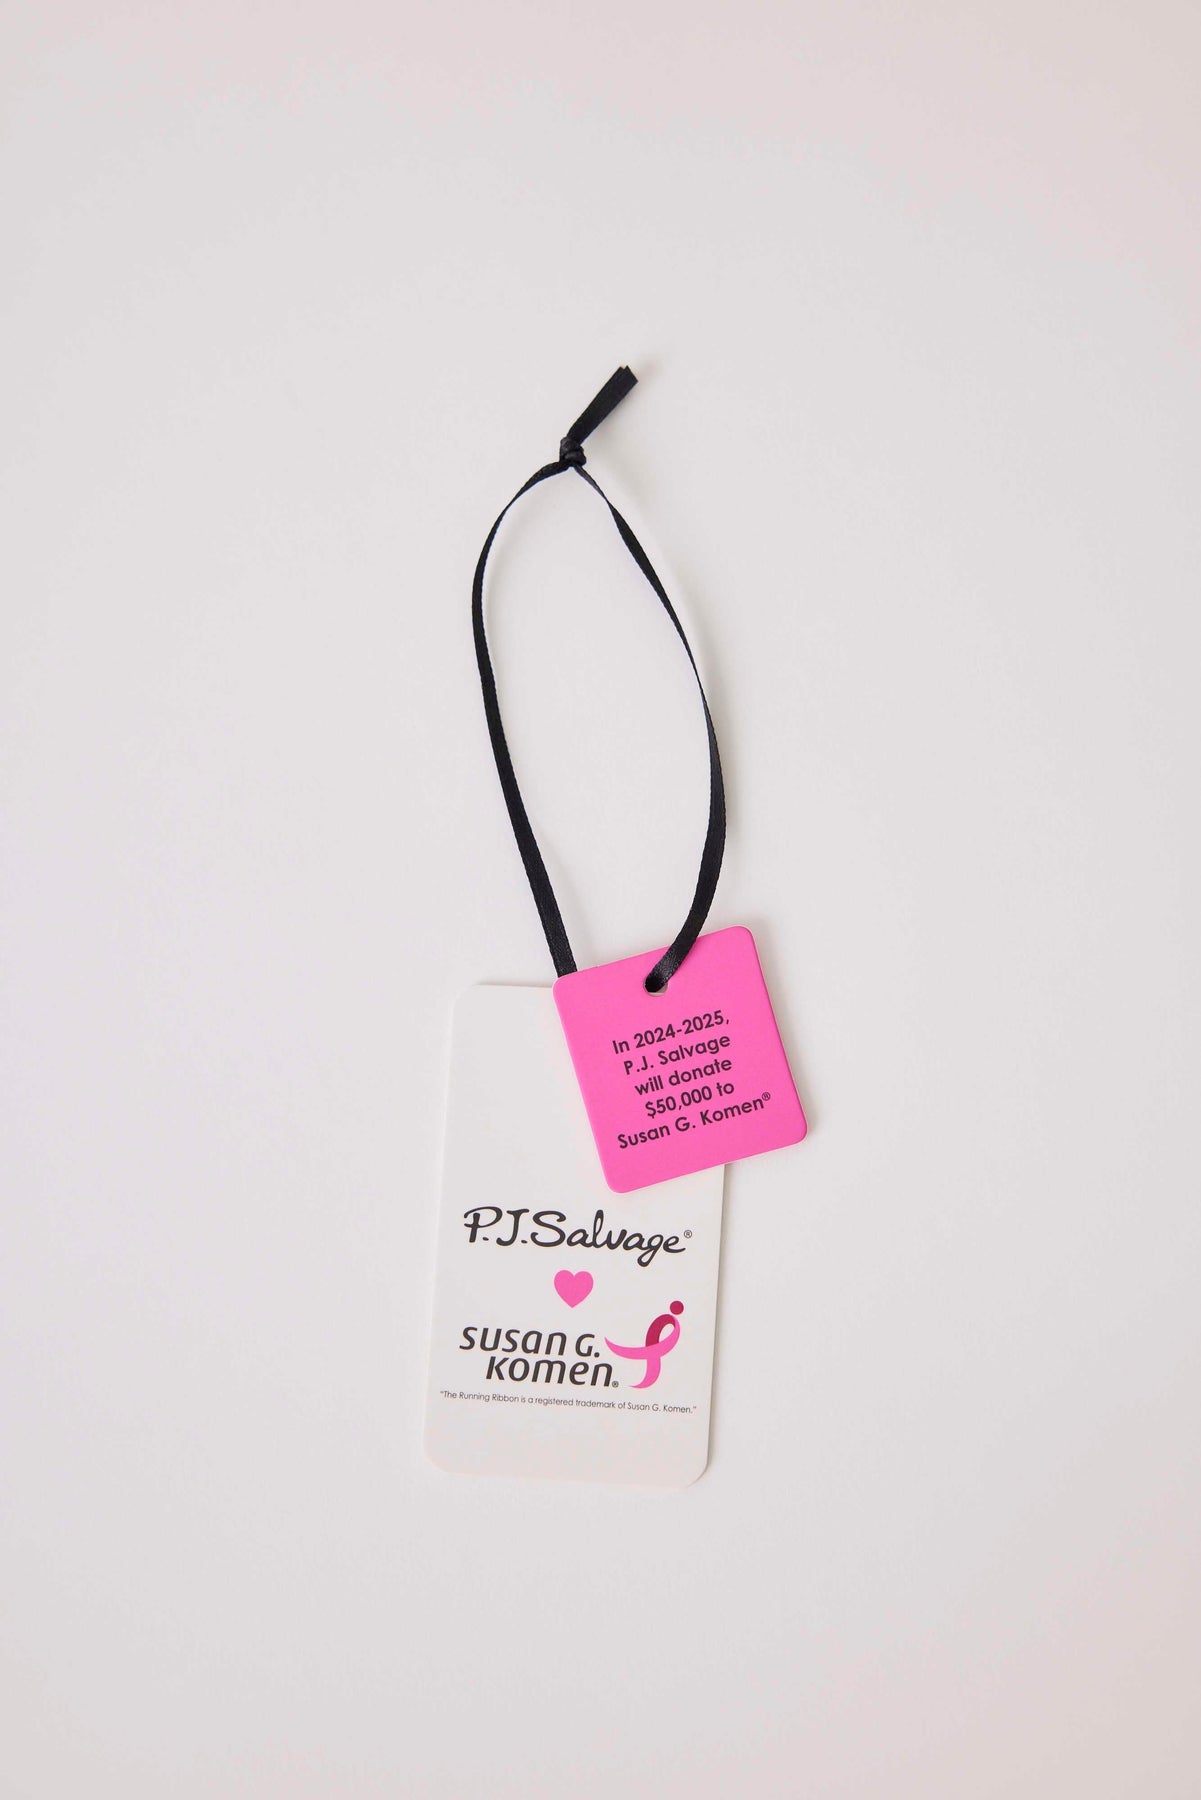 In 2024-2025,
P.J. Salvage
will donate
$50,000 to
Susan G. Komen®
P.J.Salvage®
SUSAN G.
KOMEN®
"The Running Ribbon is a registered trademark of Susan G. Komen."